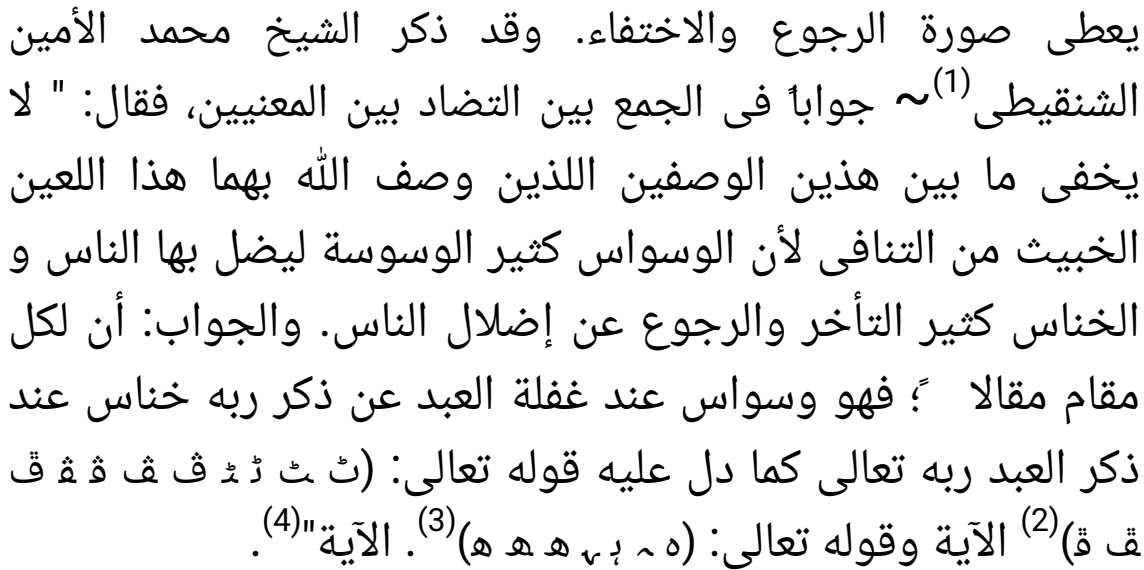 يعطى صورة الرجوع والاختفاء. وقد ذكر الشيخ محمد الأمين
الشنقيطى(1)~ جواباً فى الجمع بين التضاد بين المعنيين، فقال: " لا
يخفى ما بين هذين الوصفين اللذين وصف الله بهما هذا اللعين
الخبيث من التنافى لأن الوسواس كثير الوسوسة ليضل بها الناس و
الخناس كثير التأخر والرجوع عن إضلال الناس. والجواب: أن لكل
مقام مقالا ً؛ فهو وسواس عند غفلة العبد عن ذكر ربه خناس عند
ذكر العبد ربه تعالى كما دل عليه قوله تعالى: (ﭞ ﭟ ﭠ ﭡ ﭢ ﭣ ﭤ ﭥ ﭦ
ﭧ ﭨ)(2) الآية وقوله تعالى: (ﮦ ﮧ ﮨ ﮩ ﮪ ﮫ ﮬ)(3). الآية"(4).